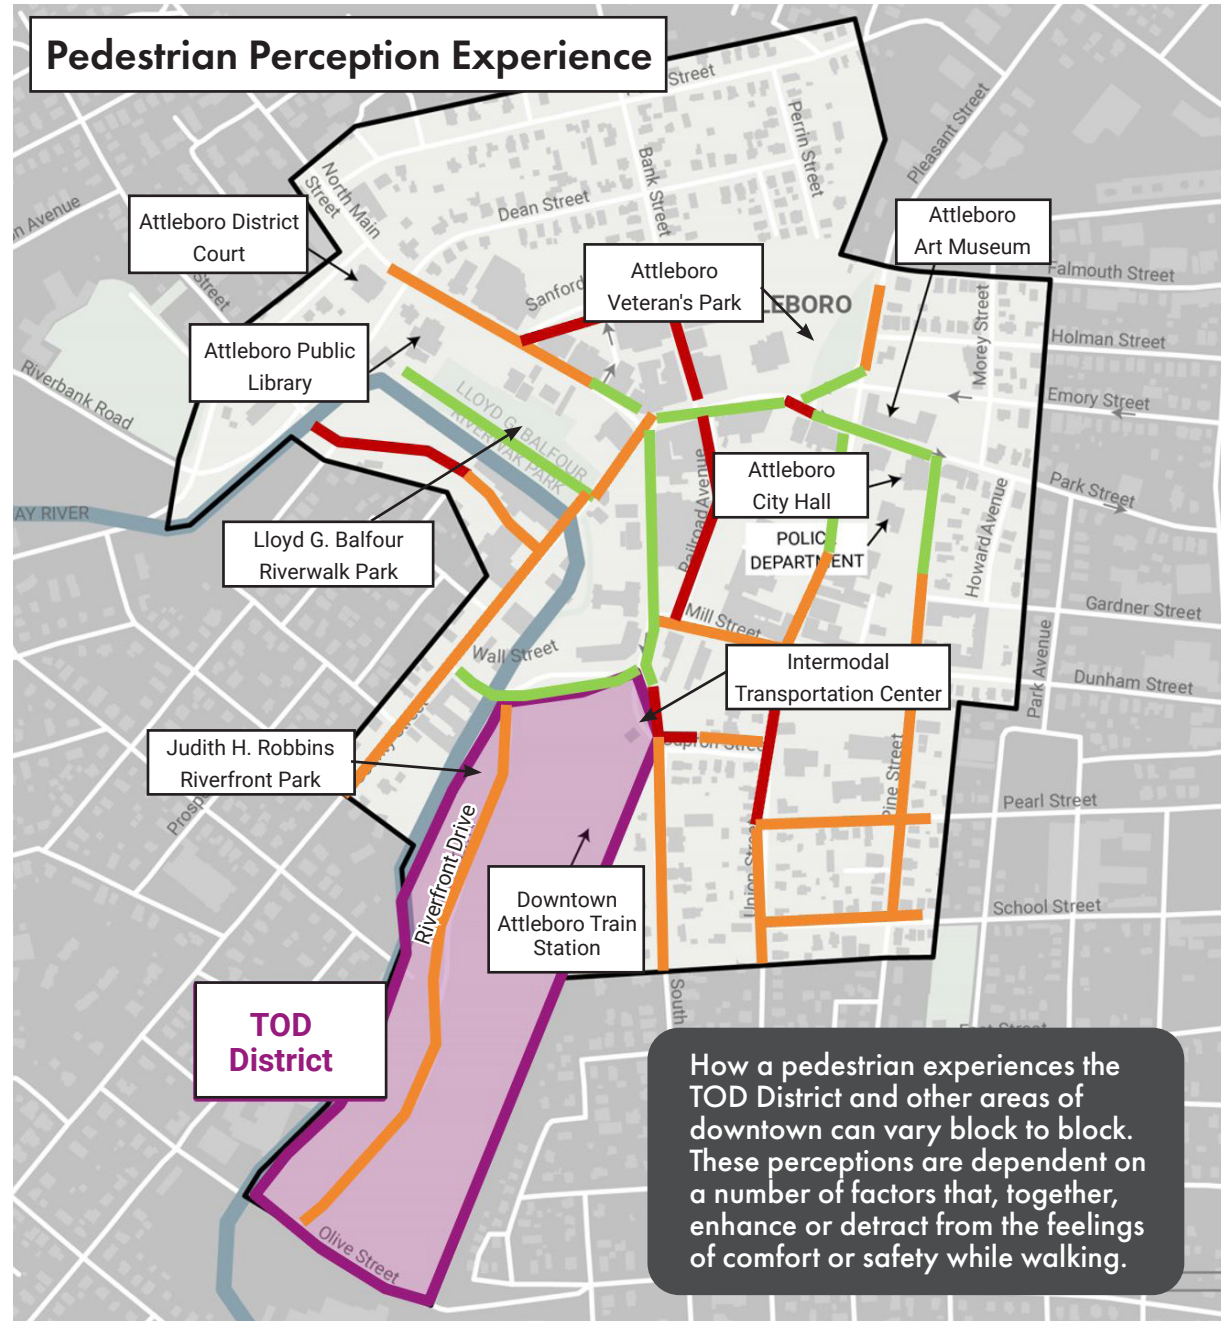 Pedestrian Perception Experience
Street
Pleasant Street
Perrin Street
Bank Street
North Main
Street
Dean Street
Attleboro District
Court
Attleboro
Art Museum
Avenue
Street
Attleboro
Veteran's Park
Sanford
LEBORO
Falmouth Street
Morey Street
Holman Street
Attleboro Public
Library
Riverbank Road
LLOYD G. BALFOUR
RIVERWALK PARK
Emory Street
Attleboro
City Hall
Park Street
Railroad Avenue
Howard Avenue
AY RIVER
Lloyd G. Balfour
Riverwalk Park
POLIC
DEPARTMENT
Mill Street
Gardner Street
Wall Street
Intermodal
Transportation Center
Park Avenue
Dunham Street
Judith H. Robbins
Riverfront Park
Pine Street
Pearl Street
Riverfront Drive
Union Street
Downtown
Attleboro Train
Station
School Street
TOD
District
South
Street
Olive Street
How a pedestrian experiences the
TOD District and other areas of
downtown can vary block to block.
These perceptions are dependent on
a number of factors that, together,
enhance or detract from the feelings
of comfort or safety while walking.